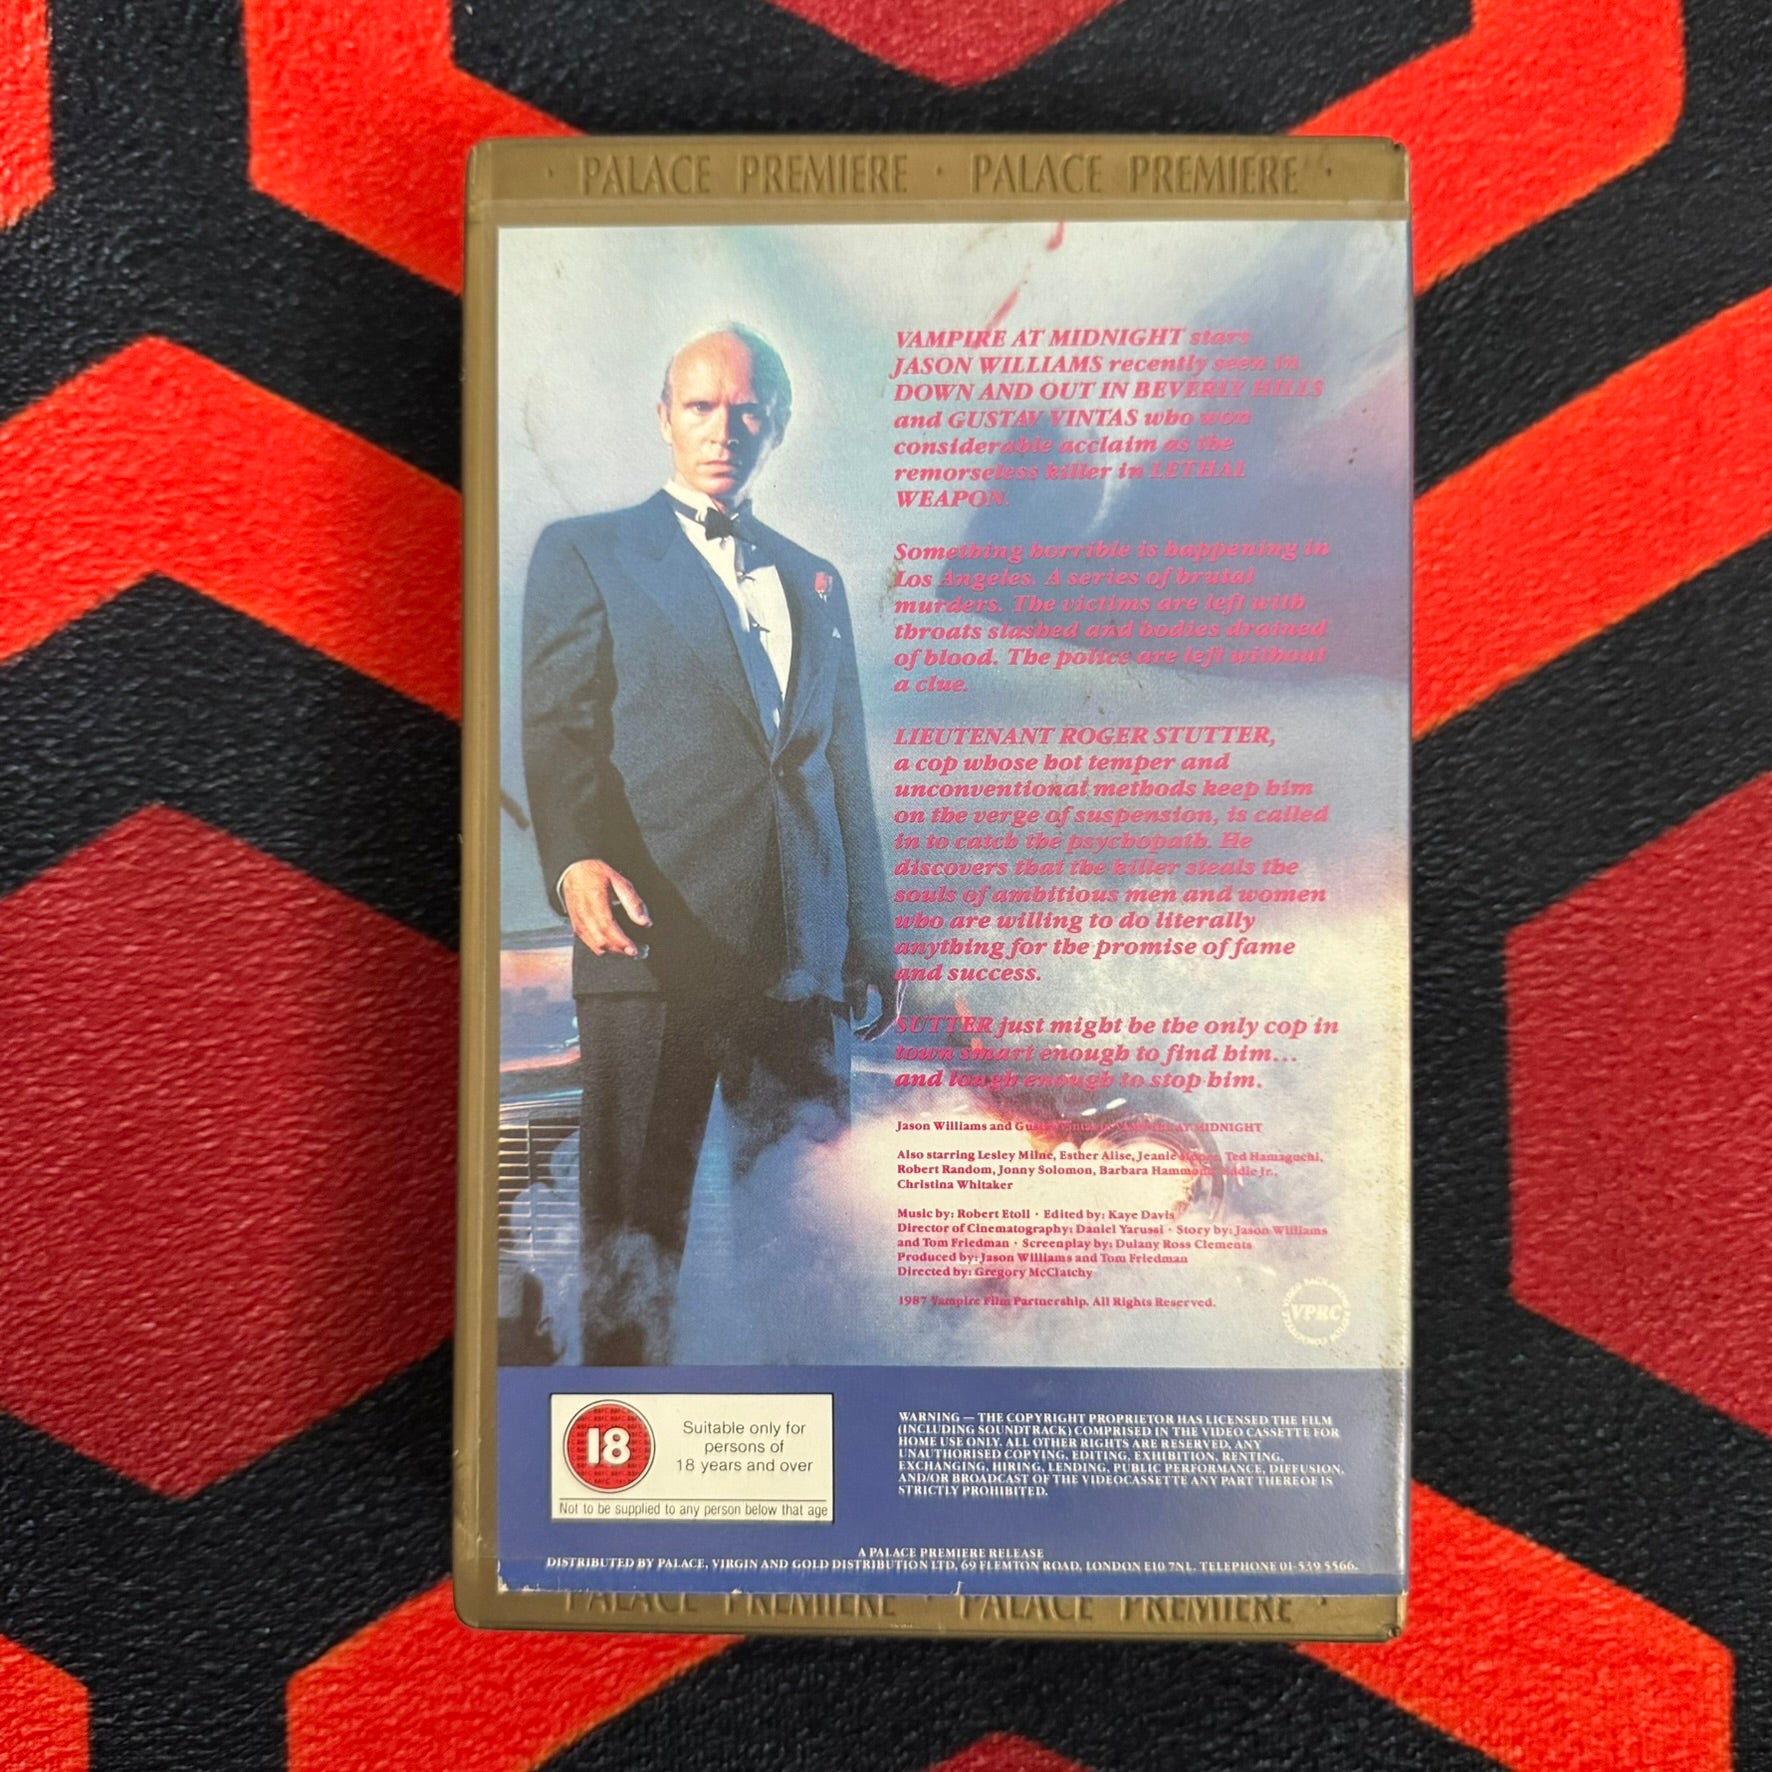 · PALACE PREMIERE · PALACE PREMIERE ·
VAMPIRE AT MIDNIGHT stars
JASON WILLIAMS recently seen in
DOWN AND OUT IN BEVERLY HILLS
and GUSTAV VINTAS who won
considerable acclaim as the
remorseless killer in LETHAL
WEAPON.
Something horrible is happening in
Los Angeles. A series of brutal
murders. The victims are left with
throats slashed and bodies drained
of blood. The police are left without
a clue.
LIEUTENANT ROGER STUTTER,
a cop whose hot temper and
unconventional methods keep him
on the verge of suspension, is called
in to catch the psychopath. He
discovers that the killer steals the
souls of ambitious men and women
who are willing to do literally
anything for the promise of fame
and success.
SUTTER just might be the only cop in
town smart enough to find him...
and lough enough to stop him.
Jason Williams and Gustav Vintas in VAMPIRE AT MIDNIGHT
Also starring Lesley Milne, Esther Alise, Jeanie Moore, Ted Hamaguchi,
Robert Random, Jonny Solomon, Barbara Hammond, Eddie Jr.,
Christina Whitaker
Music by: Robert Etoll · Edited by: Kaye Davis
Director of Cinematography: Daniel Yarussi · Story by: Jason Williams
and Tom Friedman · Screenplay by: Dulany Ross Clements
Produced by: Jason Williams and Tom Friedman
Directed by: Gregory McClatchy
1987 Vampire Film Partnership. All Rights Reserved.
VPRC
18
Suitable only for
persons of
18 years and over
Not to be supplied to any person below that age
WARNING — THE COPYRIGHT PROPRIETOR HAS LICENSED THE FILM
(INCLUDING SOUNDTRACK) COMPRISED IN THE VIDEO CASSETTE FOR
HOME USE ONLY. ALL OTHER RIGHTS ARE RESERVED, ANY
UNAUTHORISED COPYING, EDITING, EXHIBITION, RENTING,
EXCHANGING, HIRING, LENDING, PUBLIC PERFORMANCE, DIFFUSION,
AND/OR BROADCAST OF THE VIDEOCASSETTE ANY PART THEREOF IS
STRICTLY PROHIBITED.
A PALACE PREMIERE RELEASE
DISTRIBUTED BY PALACE, VIRGIN AND GOLD DISTRIBUTION LTD, 69 FLEMTON ROAD, LONDON E10 7NL. TELEPHONE 01-539 5566.
PALACE PREMIERE · PALACE PREMIERE ·